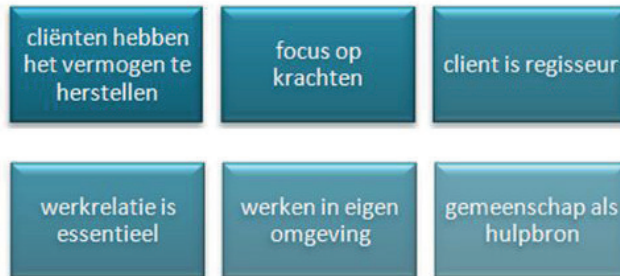 cliënten hebben
het vermogen te
herstellen
focus op
krachten
client is regisseur
werkrelatie is
essentieel
werken in eigen
omgeving
gemeenschap als
hulpbron